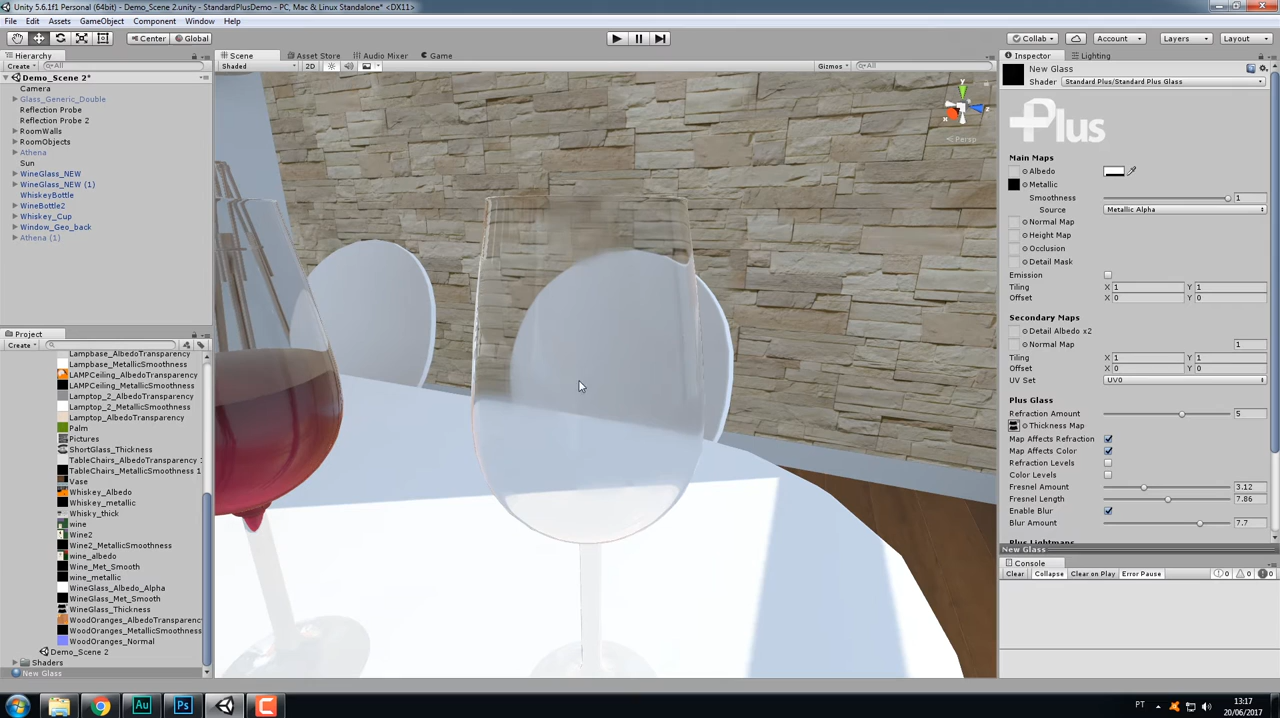 Unity 5.6.1f1 Personal (64bit) - Demo_Scene 2.unity - StandardPlusDemo - PC, Mac & Linux Standalone* <DX11>
File Edit Assets GameObject Component Window Help
Center Global Collab Account Layers Layout
Hierarchy
Create All
Demo_Scene 2*
Glass_Generic_Double
Camera
Reflection Probe
Reflection Probe 2
RoomWalls
RoomObjects
Athena
Sun
WineGlass_NEW
WineGlass_NEW (1)
WhiskeyBottle
WineBottle2
Whiskey_Cup
Window_Geo_back
Athena (1)
Project
Create
Lampbase_AlbedoTransparency
Lampbase_MetallicSmoothness
LAMPCeiling_AlbedoTransparency
LAMPCeiling_MetallicSmoothness
Lamptop_2_AlbedoTransparency
Lamptop_2_MetallicSmoothness
Lamptop_AlbedoTransparency
Palm
Pictures
ShortGlass_Thickness
TableChairs_AlbedoTransparency 1
TableChairs_MetallicSmoothness 1
Vase
Whiskey_Albedo
Whiskey_metallic
Whisky_thick
wine
Wine2
Wine2_MetallicSmoothness
wine_albedo
Wine_Met_Smooth
wine_metallic
WineGlass_Albedo_Alpha
WineGlass_Met_Smooth
WineGlass_Thickness
WoodOranges_AlbedoTransparency
WoodOranges_MetallicSmoothness
WoodOranges_Normal
Demo_Scene 2
Shaders
New Glass
Scene Asset Store Audio Mixer Game
Shaded 2D Gizmos All
y
x
z
Persp
Inspector Lighting
New Glass
Shader Standard Plus/Standard Plus Glass
Plus
Main Maps
Albedo
Metallic
Smoothness 1
Source Metallic Alpha
Normal Map
Height Map
Occlusion
Detail Mask
Emission
Tiling X 1 Y 1
Offset X 0 Y 0
Secondary Maps
Detail Albedo x2
Normal Map 1
Tiling X 1 Y 1
Offset X 0 Y 0
UV Set UV0
Plus Glass
Refraction Amount 5
Thickness Map
Map Affects Refraction
Map Affects Color
Refraction Levels
Color Levels
Fresnel Amount 3.12
Fresnel Length 7.86
Enable Blur
Blur Amount 7.7
Plus Lightmaps
New Glass
Console
Clear Collapse Clear on Play Error Pause 0 0 0
Au Ps
PT 13:17
20/06/2017